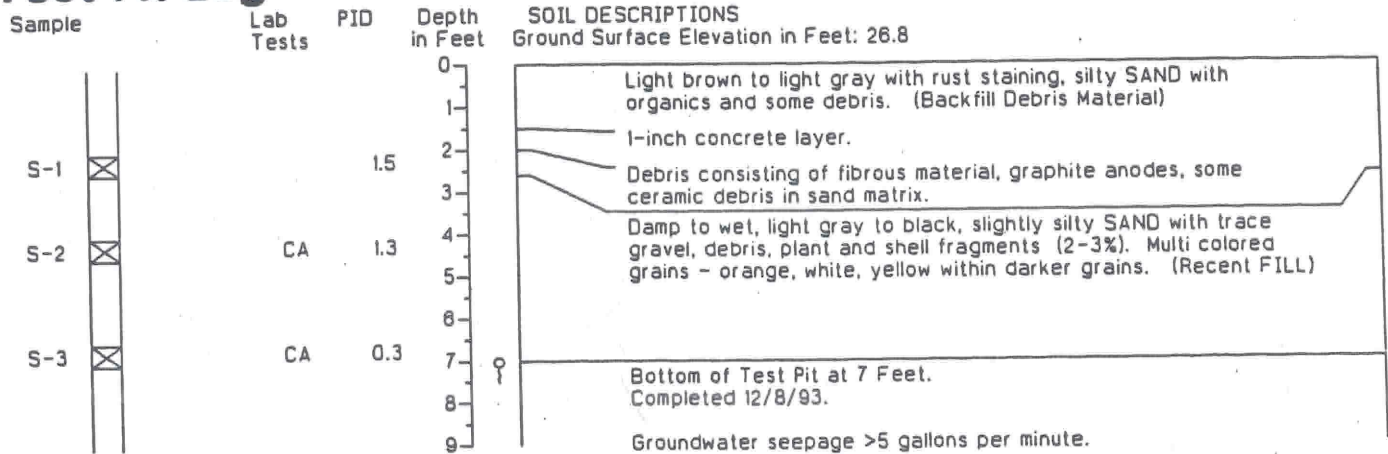 Sample
Lab Tests
PID
Depth in Feet
SOIL DESCRIPTIONS
Ground Surface Elevation in Feet: 26.8
0
Light brown to light gray with rust staining, silty SAND with
organics and some debris. (Backfill Debris Material)
1
1-inch concrete layer.
S-1
1.5
2
Debris consisting of fibrous material, graphite anodes, some
ceramic debris in sand matrix.
3
Damp to wet, light gray to black, slightly silty SAND with trace
gravel, debris, plant and shell fragments (2-3%). Multi colored
grains - orange, white, yellow within darker grains. (Recent FILL)
S-2
CA
1.3
4
5
6
S-3
CA
0.3
7
Bottom of Test Pit at 7 Feet.
Completed 12/8/93.
8
Groundwater seepage >5 gallons per minute.
9